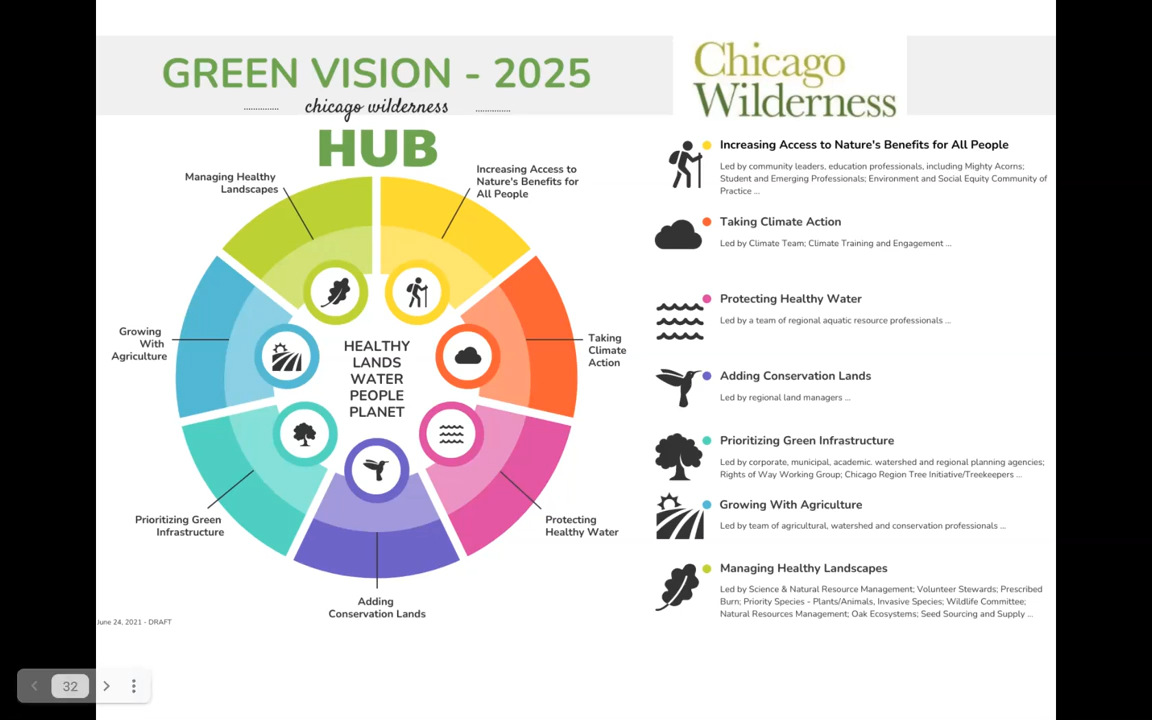 GREEN VISION - 2025
chicago wilderness
HUB
Chicago
Wilderness
Managing Healthy
Landscapes
Increasing Access to
Nature's Benefits for
All People
Growing
With
Agriculture
Taking
Climate
Action
HEALTHY
LANDS
WATER
PEOPLE
PLANET
Prioritizing Green
Infrastructure
Protecting
Healthy Water
Adding
Conservation Lands
June 24, 2021 - DRAFT
Increasing Access to Nature's Benefits for All People
Led by community leaders, education professionals, including Mighty Acorns;
Student and Emerging Professionals; Environment and Social Equity Community of
Practice ...
Taking Climate Action
Led by Climate Team; Climate Training and Engagement ...
Protecting Healthy Water
Led by a team of regional aquatic resource professionals ...
Adding Conservation Lands
Led by regional land managers ...
Prioritizing Green Infrastructure
Led by corporate, municipal, academic. watershed and regional planning agencies;
Rights of Way Working Group; Chicago Region Tree Initiative/Treekeepers ...
Growing With Agriculture
Led by team of agricultural, watershed and conservation professionals ...
Managing Healthy Landscapes
Led by Science & Natural Resource Management; Volunteer Stewards; Prescribed
Burn; Priority Species - Plants/Animals, Invasive Species; Wildlife Committee;
Natural Resources Management; Oak Ecosystems; Seed Sourcing and Supply ...
32